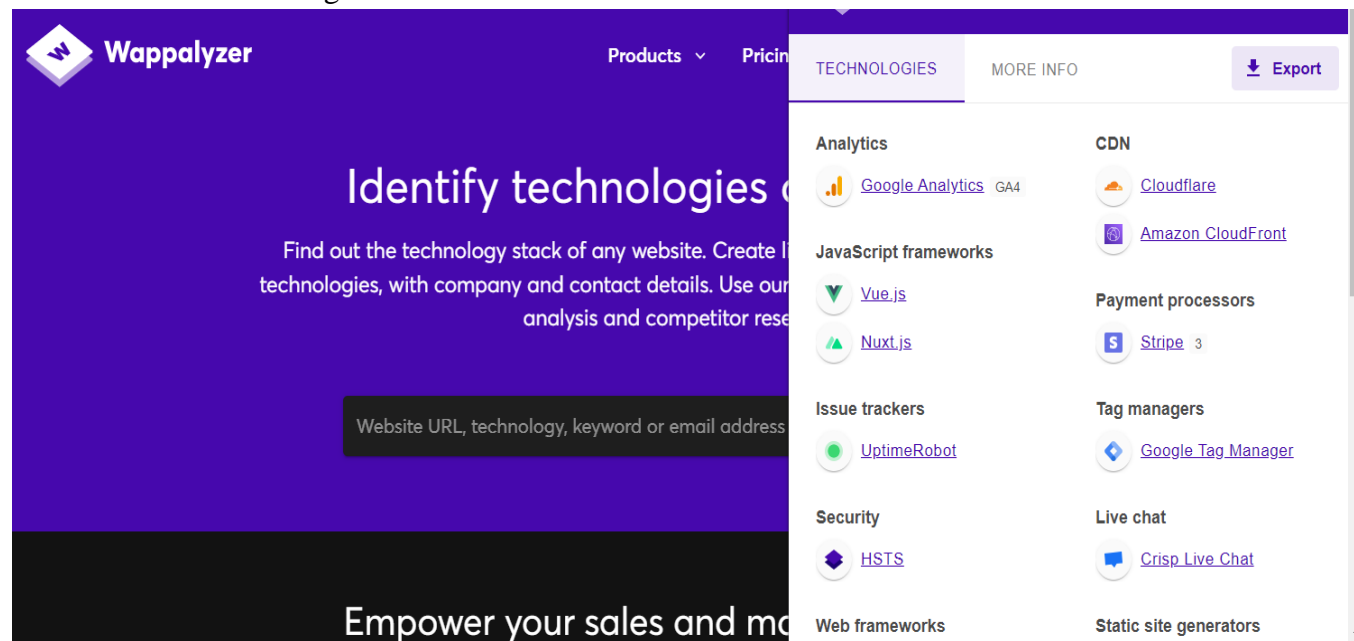 Wappalyzer
Products
Pricin
Identify technologies
Find out the technology stack of any website. Create li
technologies, with company and contact details. Use our
analysis and competitor rese
Website URL, technology, keyword or email address
Empower your sales and ma
TECHNOLOGIES
MORE INFO
Export
Analytics
Google Analytics GA4
JavaScript frameworks
Vue.js
Nuxt.js
Issue trackers
UptimeRobot
Security
HSTS
Web frameworks
CDN
Cloudflare
Amazon CloudFront
Payment processors
Stripe 3
Tag managers
Google Tag Manager
Live chat
Crisp Live Chat
Static site generators